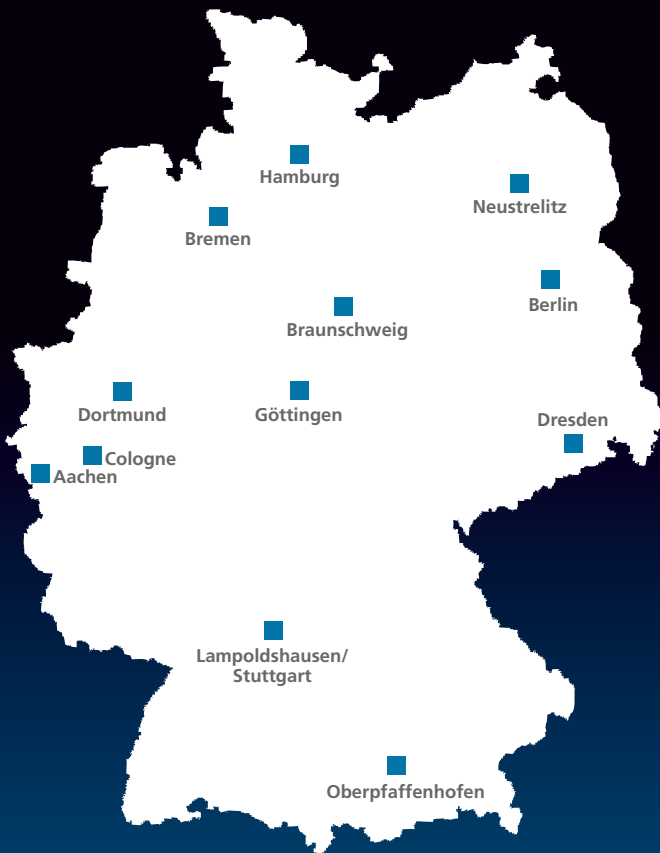 Hamburg
Neustrelitz
Bremen
Berlin
Braunschweig
Dortmund
Göttingen
Dresden
Cologne
Aachen
Lampoldshausen/
Stuttgart
Oberpfaffenhofen